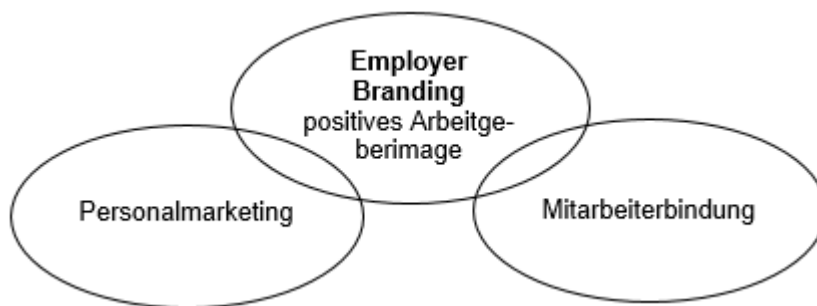 Employer
Branding
positives Arbeitge-
berimage
Personalmarketing
Mitarbeiterbindung